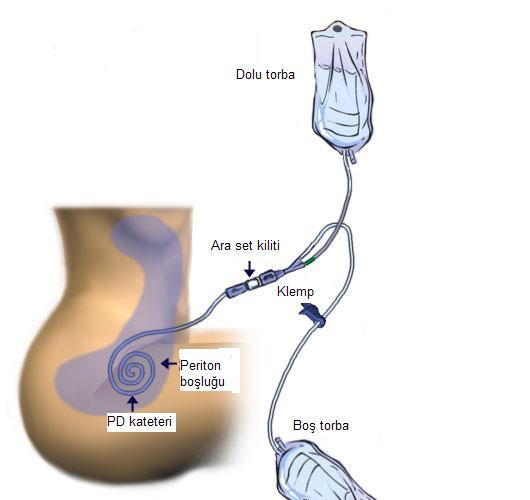 Dolu torba
Ara set kiliti
Klemp
Periton
boşluğu
PD kateteri
Boş torba